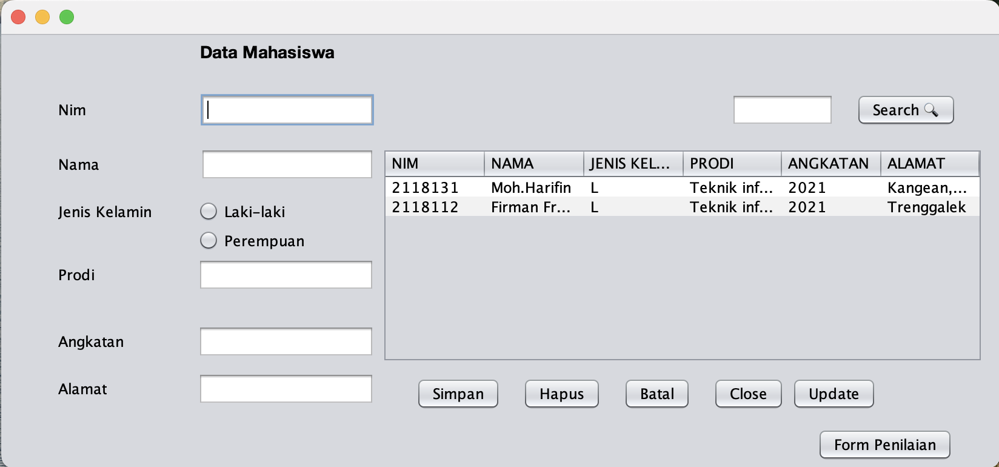 Data Mahasiswa
Nim
Search
Nama
NIM NAMA JENIS KEL... PRODI ANGKATAN ALAMAT
2118131 Moh.Harifin L Teknik inf... 2021 Kangean,...
2118112 Firman Fr... L Teknik inf... 2021 Trenggalek
Jenis Kelamin
Laki-laki
Perempuan
Prodi
Angkatan
Alamat
Simpan Hapus Batal Close Update
Form Penilaian